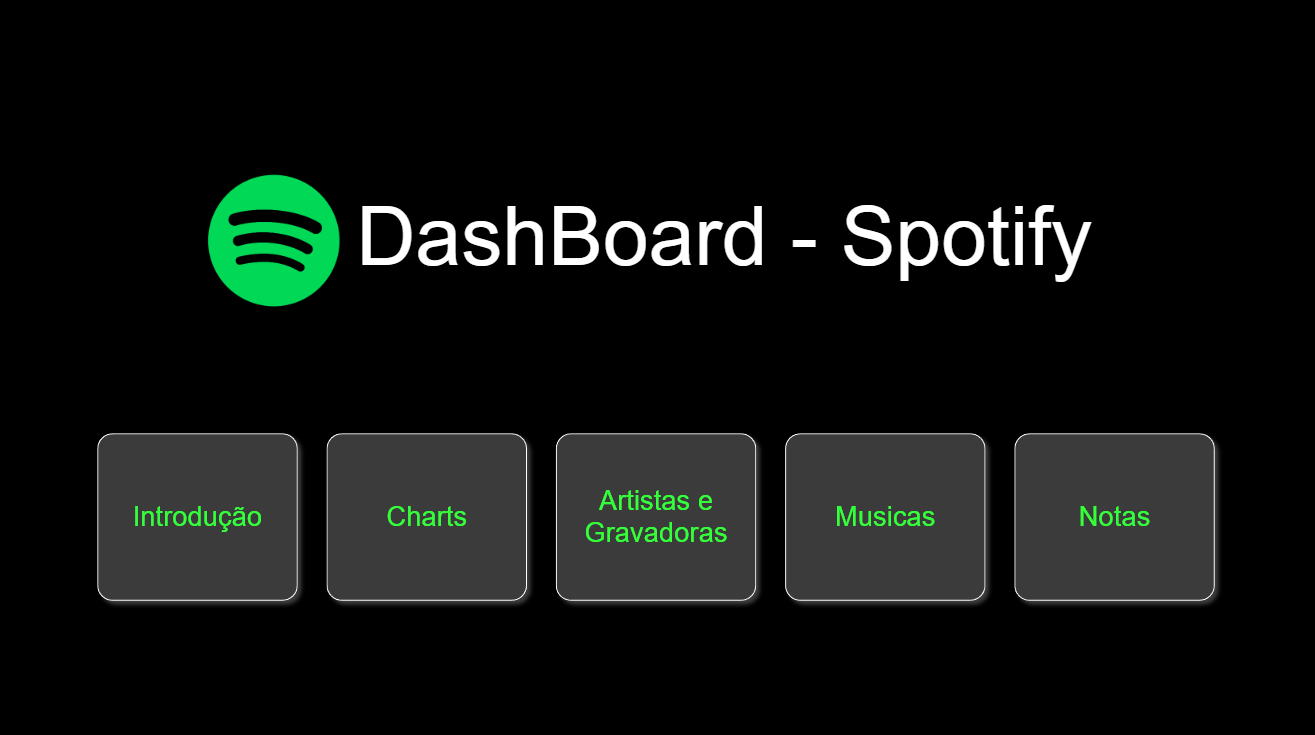 DashBoard - Spotify
Introdução
Charts
Artistas e
Gravadoras
Musicas
Notas